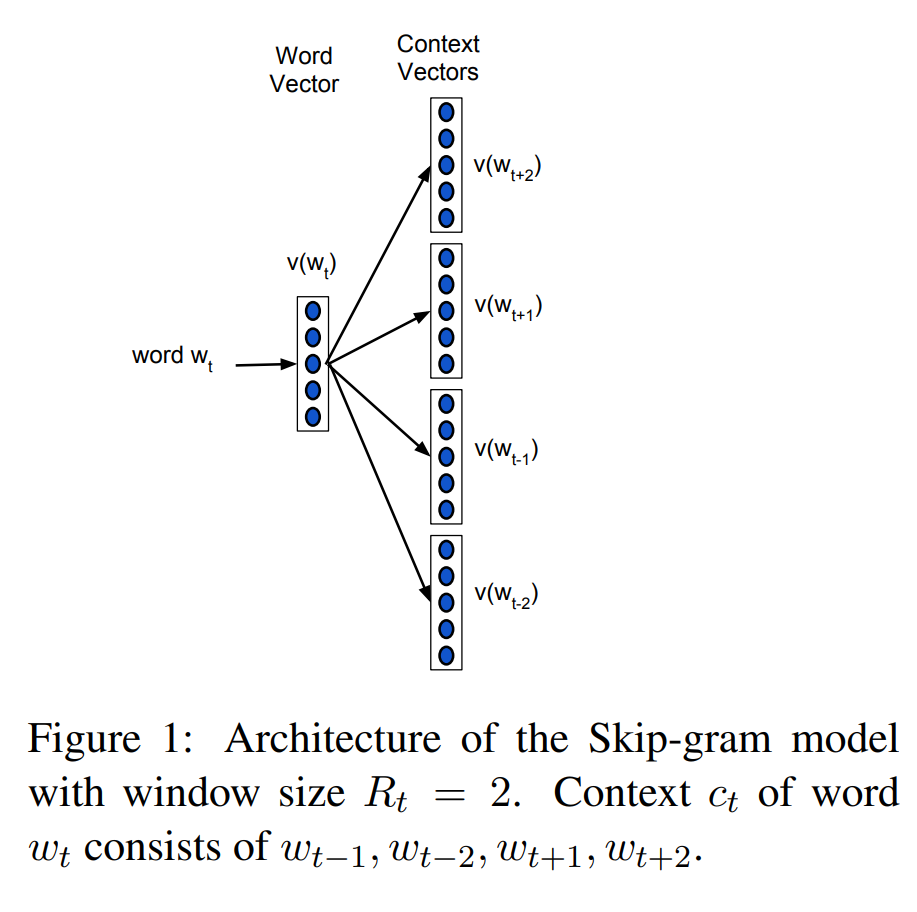 Word
Vector
Context
Vectors
v(w_{t+2})
v(w_t)
v(w_{t+1})
word w_t
v(w_{t-1})
v(w_{t-2})
Figure 1: Architecture of the Skip-gram model
with window size R_t = 2. Context c_t of word
w_t consists of w_{t−1}, w_{t−2}, w_{t+1}, w_{t+2}.